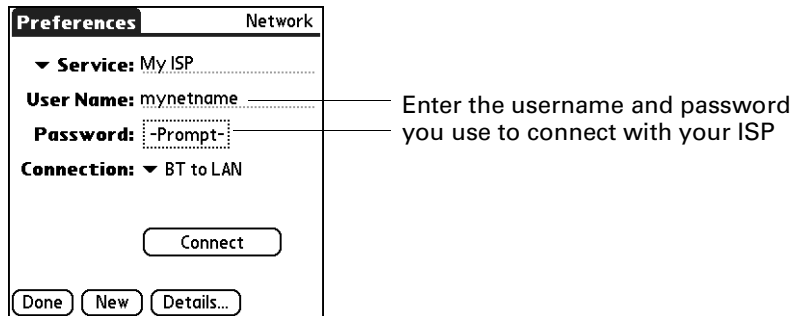 Preferences Network
Service: My ISP
User Name: mynetname
Password: -Prompt-
Connection: BT to LAN
Connect
Done New Details...
Enter the username and password
you use to connect with your ISP